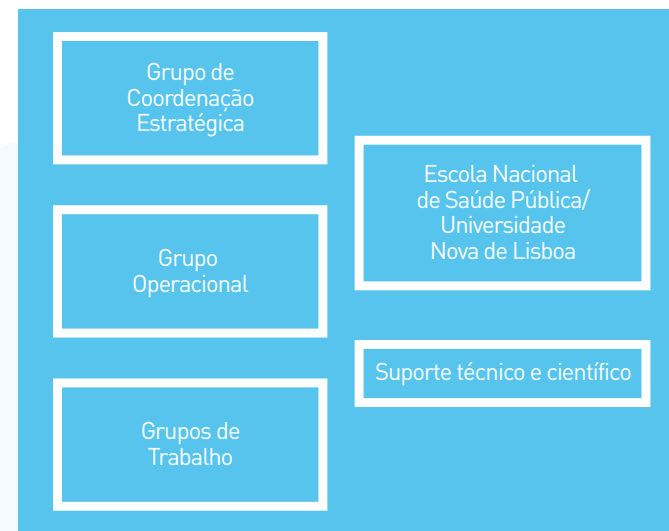 Grupo de
Coordenação
Estratégica
Grupo
Operacional
Grupos de
Trabalho
Escola Nacional
de Saúde Pública/
Universidade
Nova de Lisboa
Suporte técnico e científico